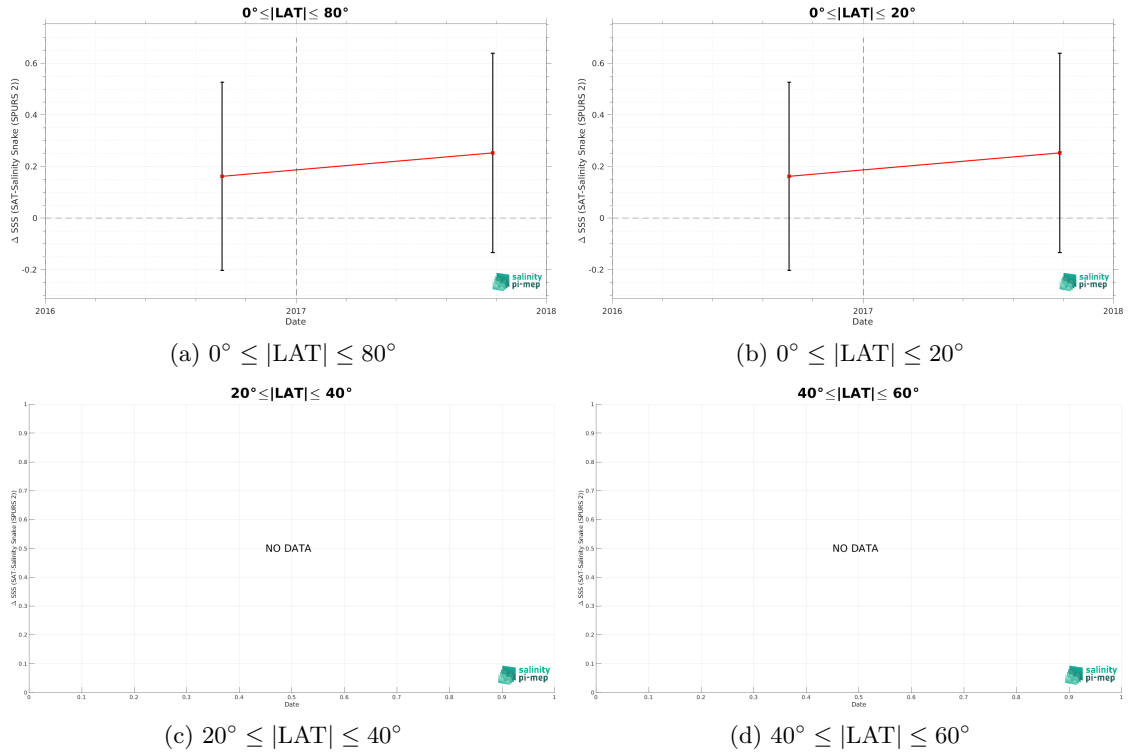 0°≤|LAT|≤ 80°
Δ SSS (SAT-Salinity Snake (SPURS 2))
0.6
0.4
0.2
0
-0.2
2016
2017
2018
Date
salinity
pi-mep
(a) 0° ≤ |LAT| ≤ 80°
0°≤|LAT|≤ 20°
Δ SSS (SAT-Salinity Snake (SPURS 2))
0.6
0.4
0.2
0
-0.2
2016
2017
2018
Date
salinity
pi-mep
(b) 0° ≤ |LAT| ≤ 20°
20°≤|LAT|≤ 40°
Δ SSS (SAT-Salinity Snake (SPURS 2))
1
0.9
0.8
0.7
0.6
0.5
0.4
0.3
0.2
0.1
0
NO DATA
0 0.1 0.2 0.3 0.4 0.5 0.6 0.7 0.8 0.9 1
Date
salinity
pi-mep
(c) 20° ≤ |LAT| ≤ 40°
40°≤|LAT|≤ 60°
Δ SSS (SAT-Salinity Snake (SPURS 2))
1
0.9
0.8
0.7
0.6
0.5
0.4
0.3
0.2
0.1
0
NO DATA
0 0.1 0.2 0.3 0.4 0.5 0.6 0.7 0.8 0.9 1
Date
salinity
pi-mep
(d) 40° ≤ |LAT| ≤ 60°